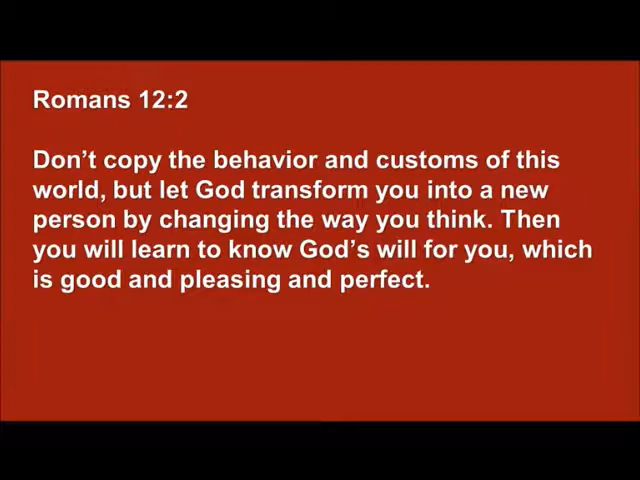 Romans 12:2
Don’t copy the behavior and customs of this
world, but let God transform you into a new
person by changing the way you think. Then
you will learn to know God’s will for you, which
is good and pleasing and perfect.